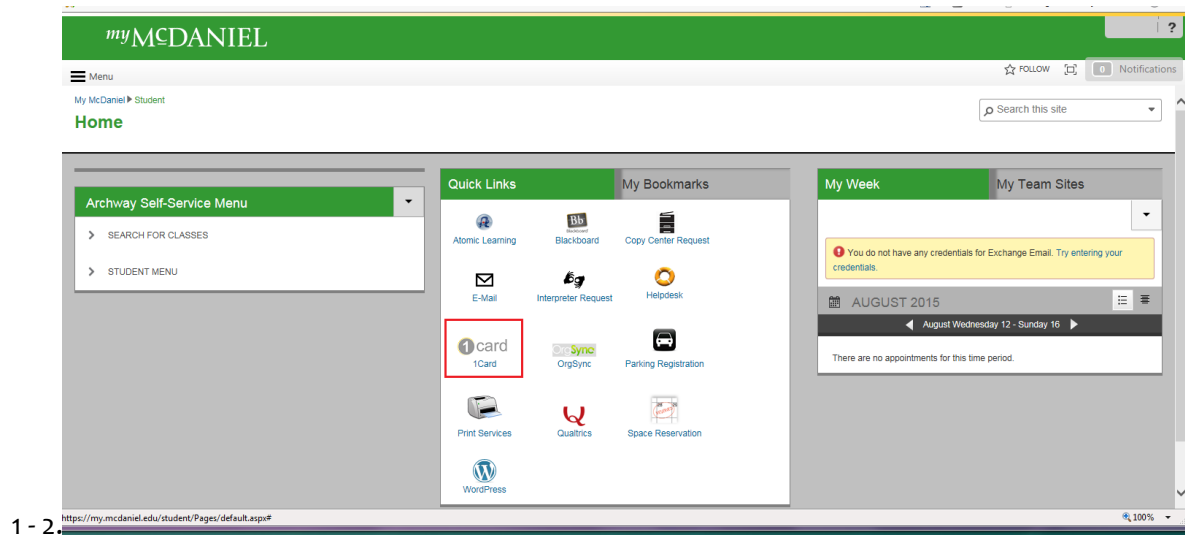 myMCDANIEL
?
Menu
FOLLOW 0 Notifications
My McDaniel Student
Home
Search this site
Archway Self-Service Menu
SEARCH FOR CLASSES
STUDENT MENU
Quick Links My Bookmarks
Atomic Learning
Bb
Blackboard
Copy Center Request
E-Mail
Interpreter Request
Helpdesk
1card
1Card
OrgSync
OrgSync
Parking Registration
Print Services
Qualtrics
Space Reservation
WordPress
My Week My Team Sites
You do not have any credentials for Exchange Email. Try entering your
credentials.
AUGUST 2015
August Wednesday 12 - Sunday 16
There are no appointments for this time period.
https://my.mcdaniel.edu/student/Pages/default.aspx#
100%
1 - 2.